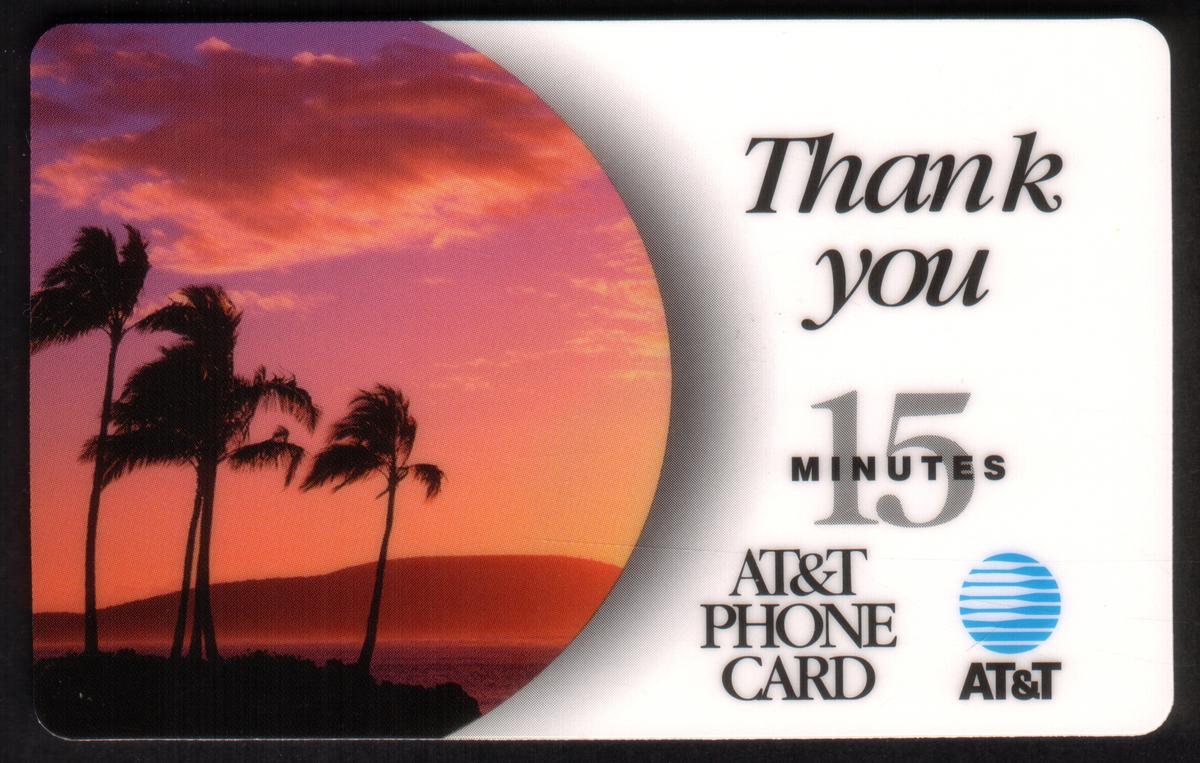 Thank
you
15
MINUTES
AT&T
PHONE
CARD
AT&T